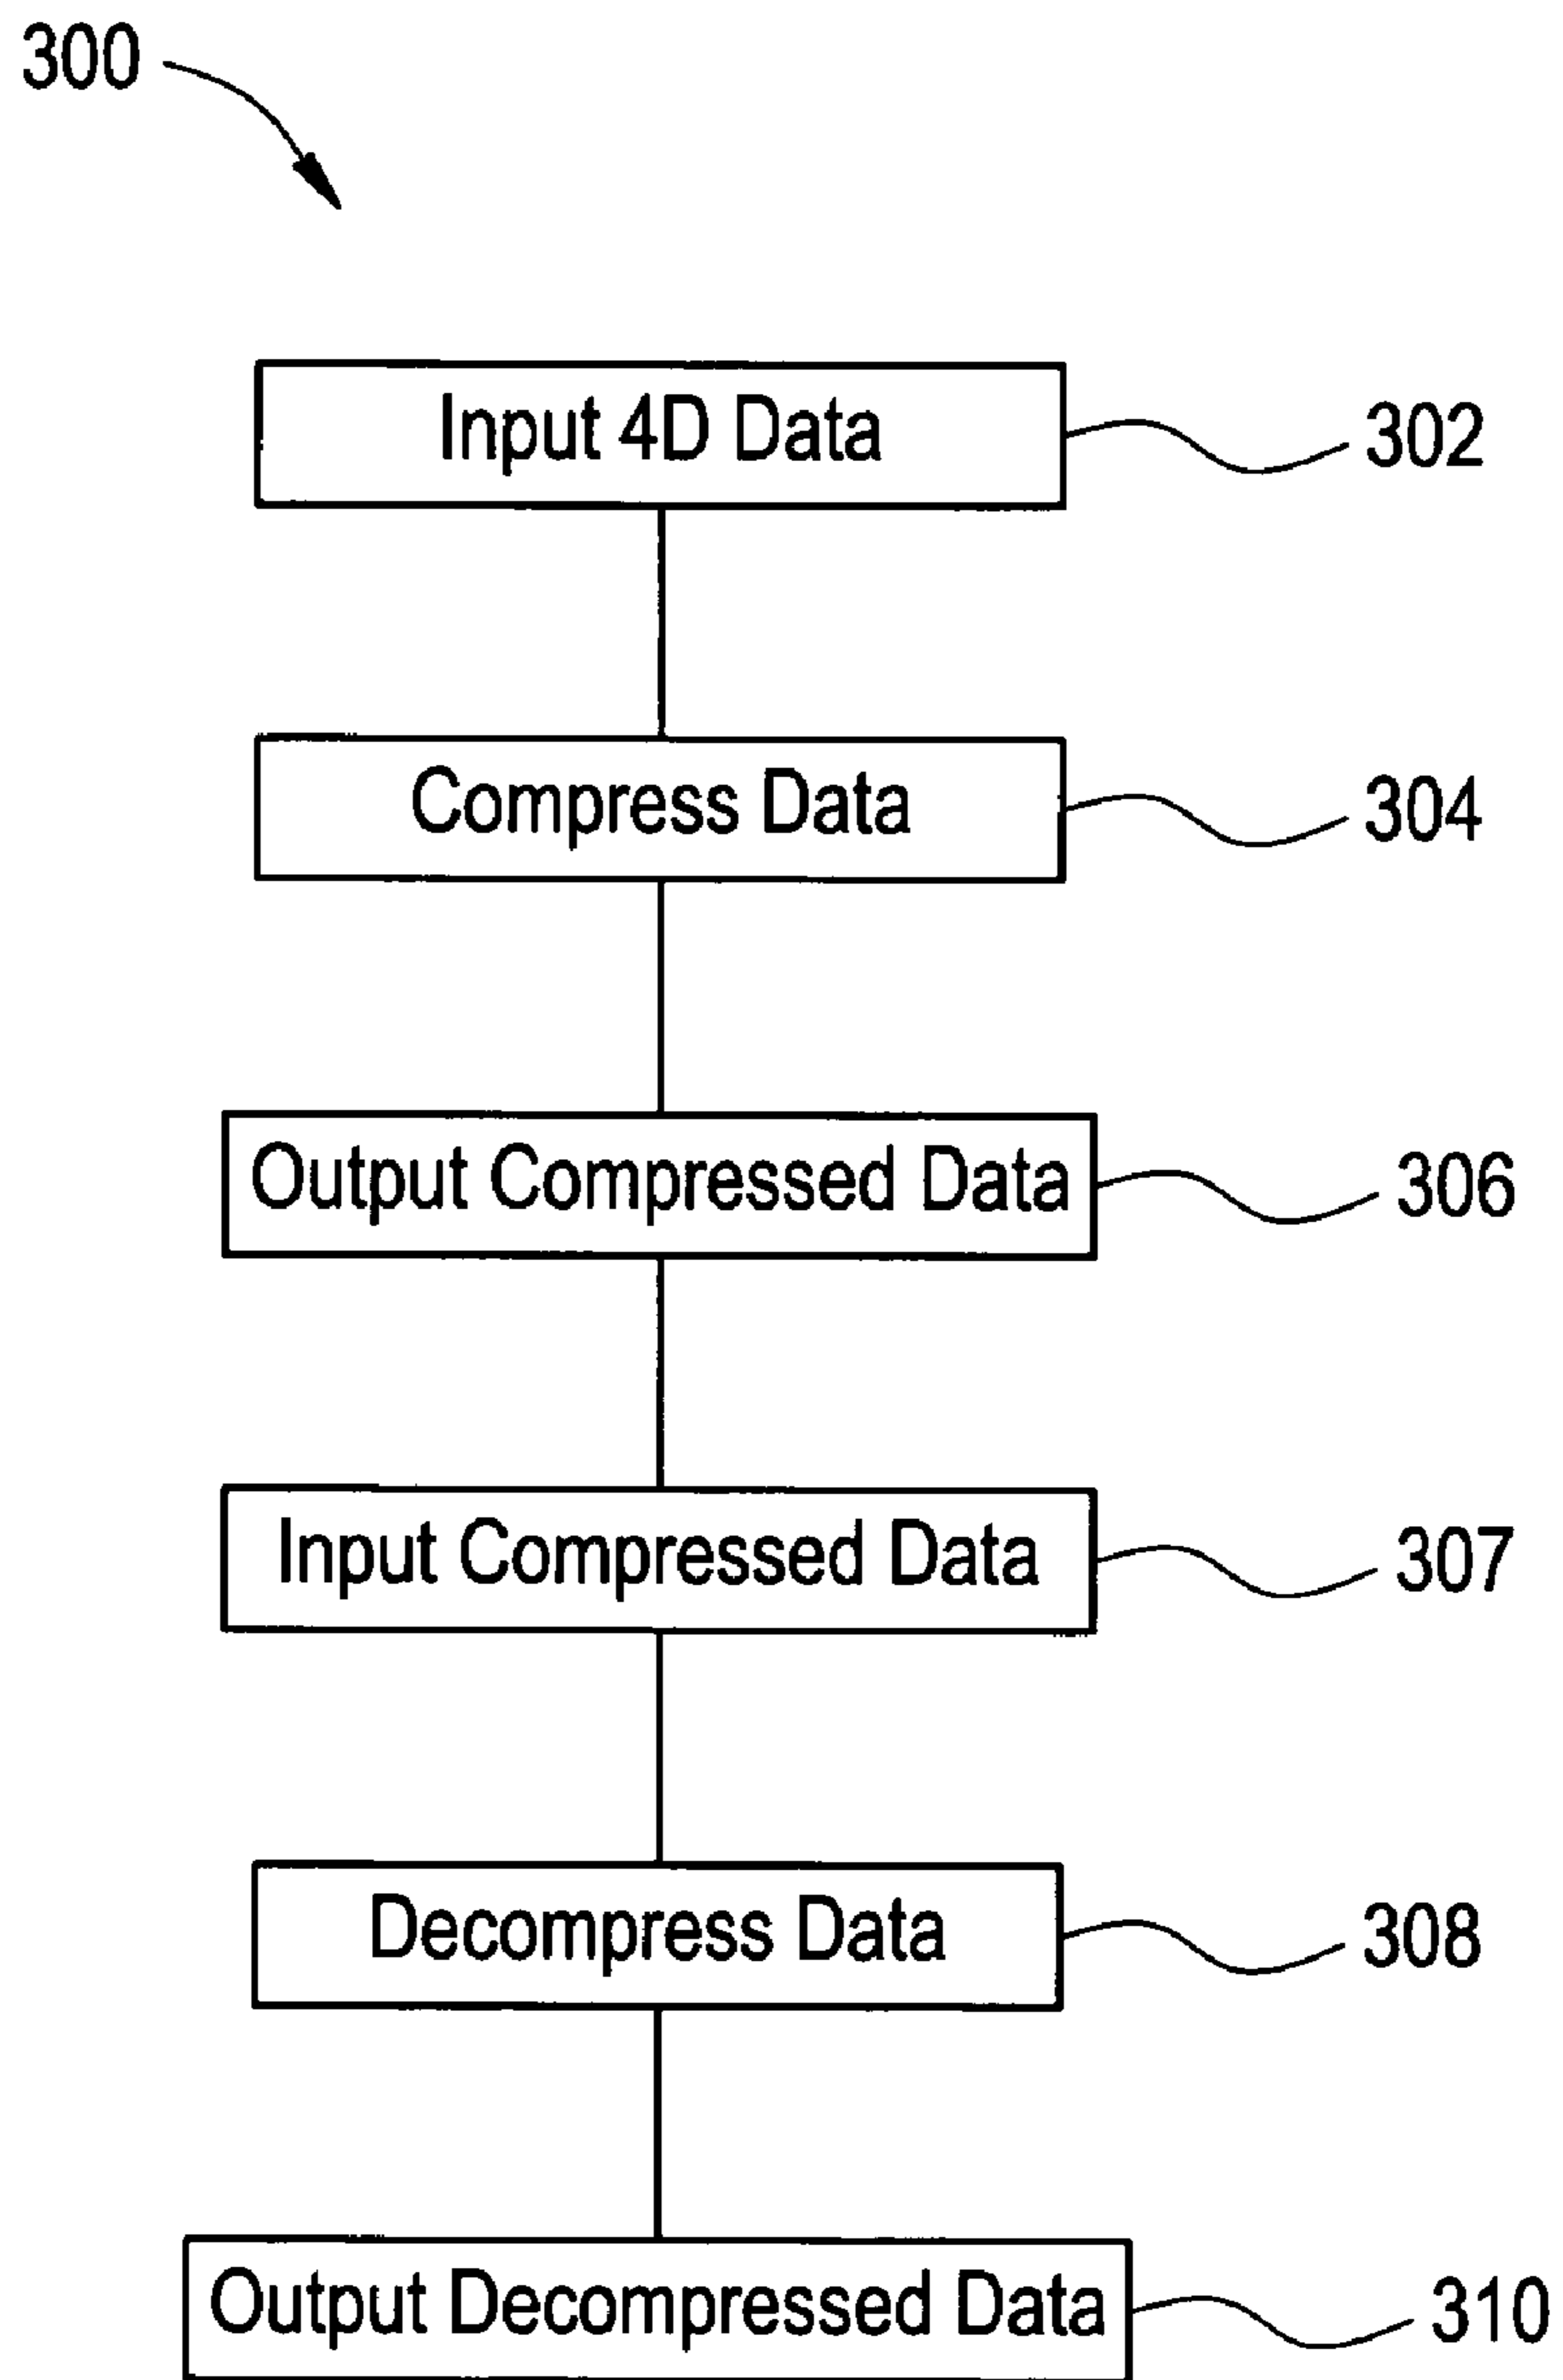 300
Input 4D Data
302
Compress Data
304
Output Compressed Data
306
Input Compressed Data
307
Decompress Data
308
Output Decompressed Data
310